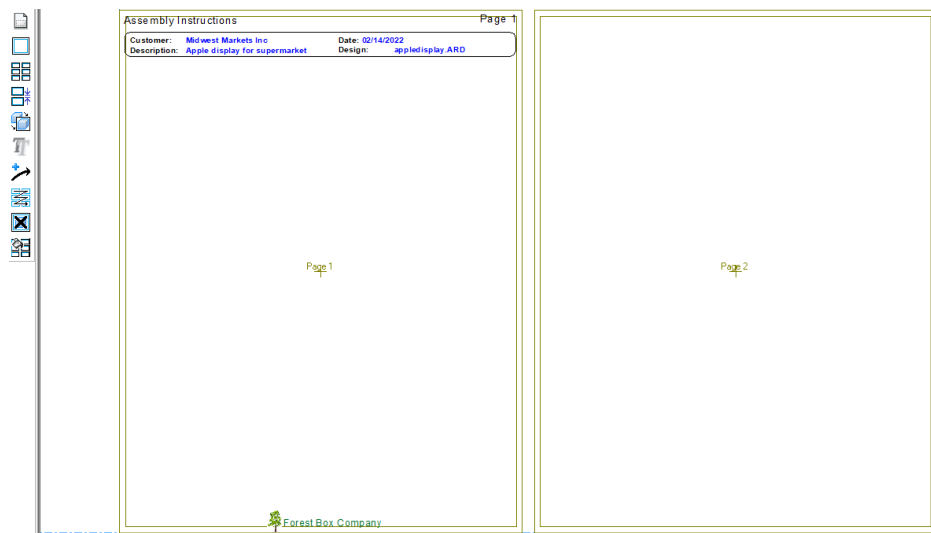 Assembly Instructions Page 1
Customer: Midwest Markets Inc Date: 02/14/2022
Description: Apple display for supermarket Design: appledisplay.ARD
Page 1
Page 2
Forest Box Company